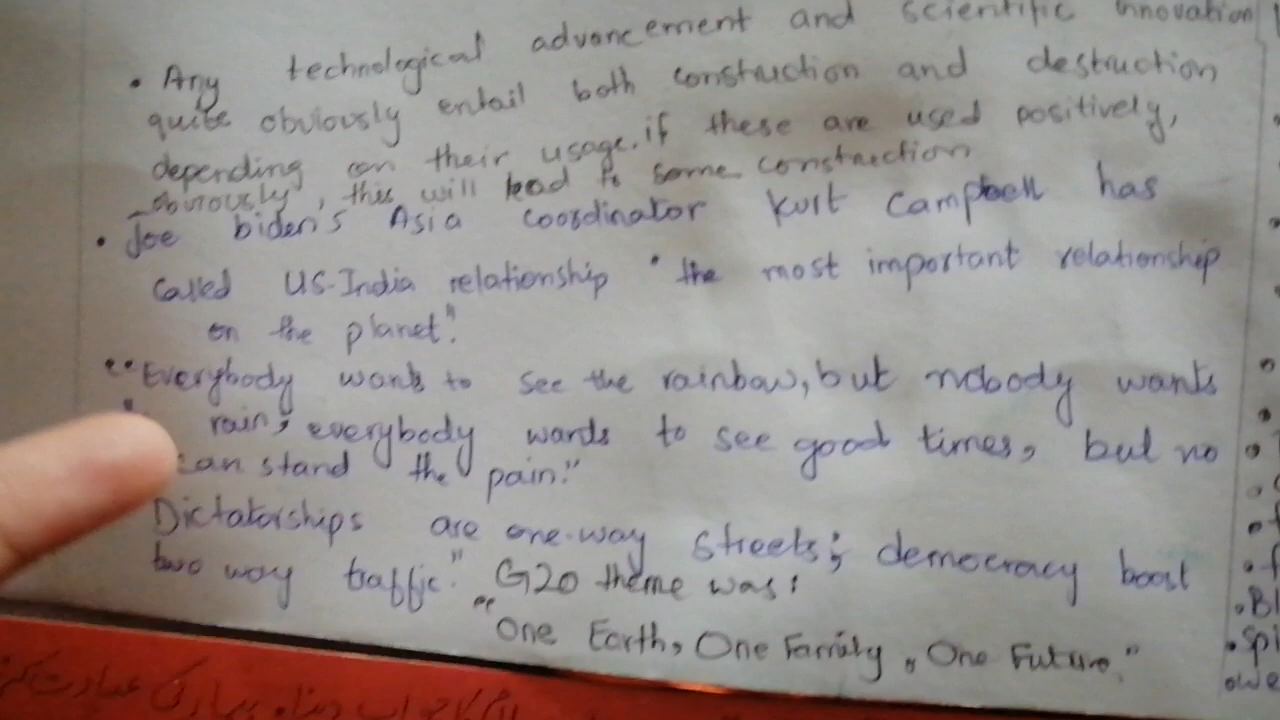 • Any technological advancement and scientific innovation
quite obviously entail both construction and destruction
depending on their usage. if these are used positively,
obviously, this will lead to some construction
• Joe biden's Asia coordinator Kurt Campbell has
called US-India relationship "the most important relationship
on the planet".
"Everybody wants to see the rainbow, but nobody wants
rain; everybody wants to see good times, but no
can stand the pain."
Dictatorships are one-way streets; democracy boast
two way traffic." G20 theme was:
"One Earth, One Family, One Future."
.Bl
.Spi